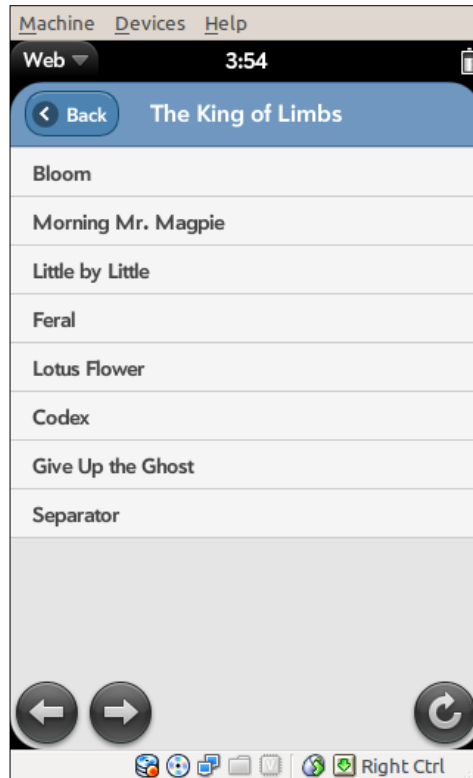 Machine Devices Help
Web 3:54
Back The King of Limbs
Bloom
Morning Mr. Magpie
Little by Little
Feral
Lotus Flower
Codex
Give Up the Ghost
Separator
Right Ctrl